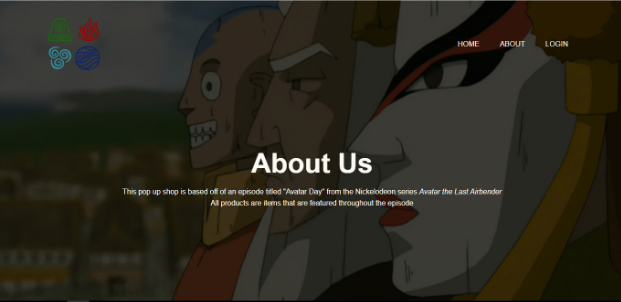 HOME ABOUT LOGIN
About Us
This pop up shop is based off of an episode titled "Avatar Day" from the Nickelodeon series Avatar the Last Airbender
All products are items that are featured throughout the episode